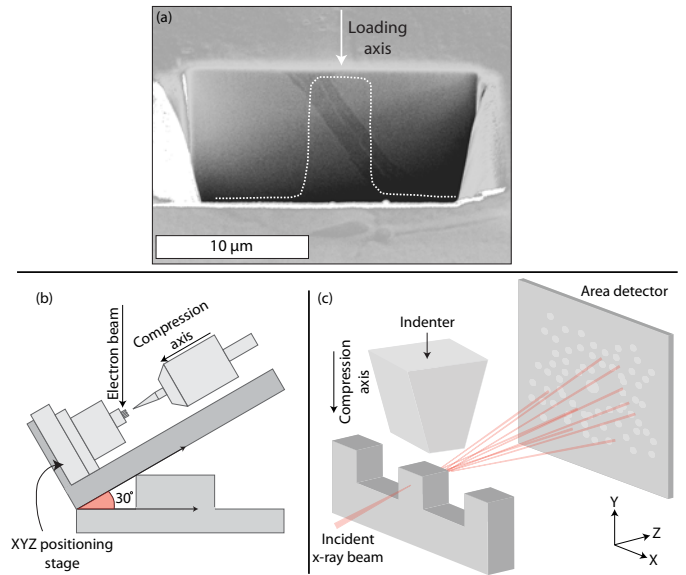 (a)
Loading
axis
10 μm
(b)
Electron beam
Compression
axis
30°
XYZ positioning
stage
(c)
Area detector
Indenter
Compression
axis
Incident
x-ray beam
Y
Z
X